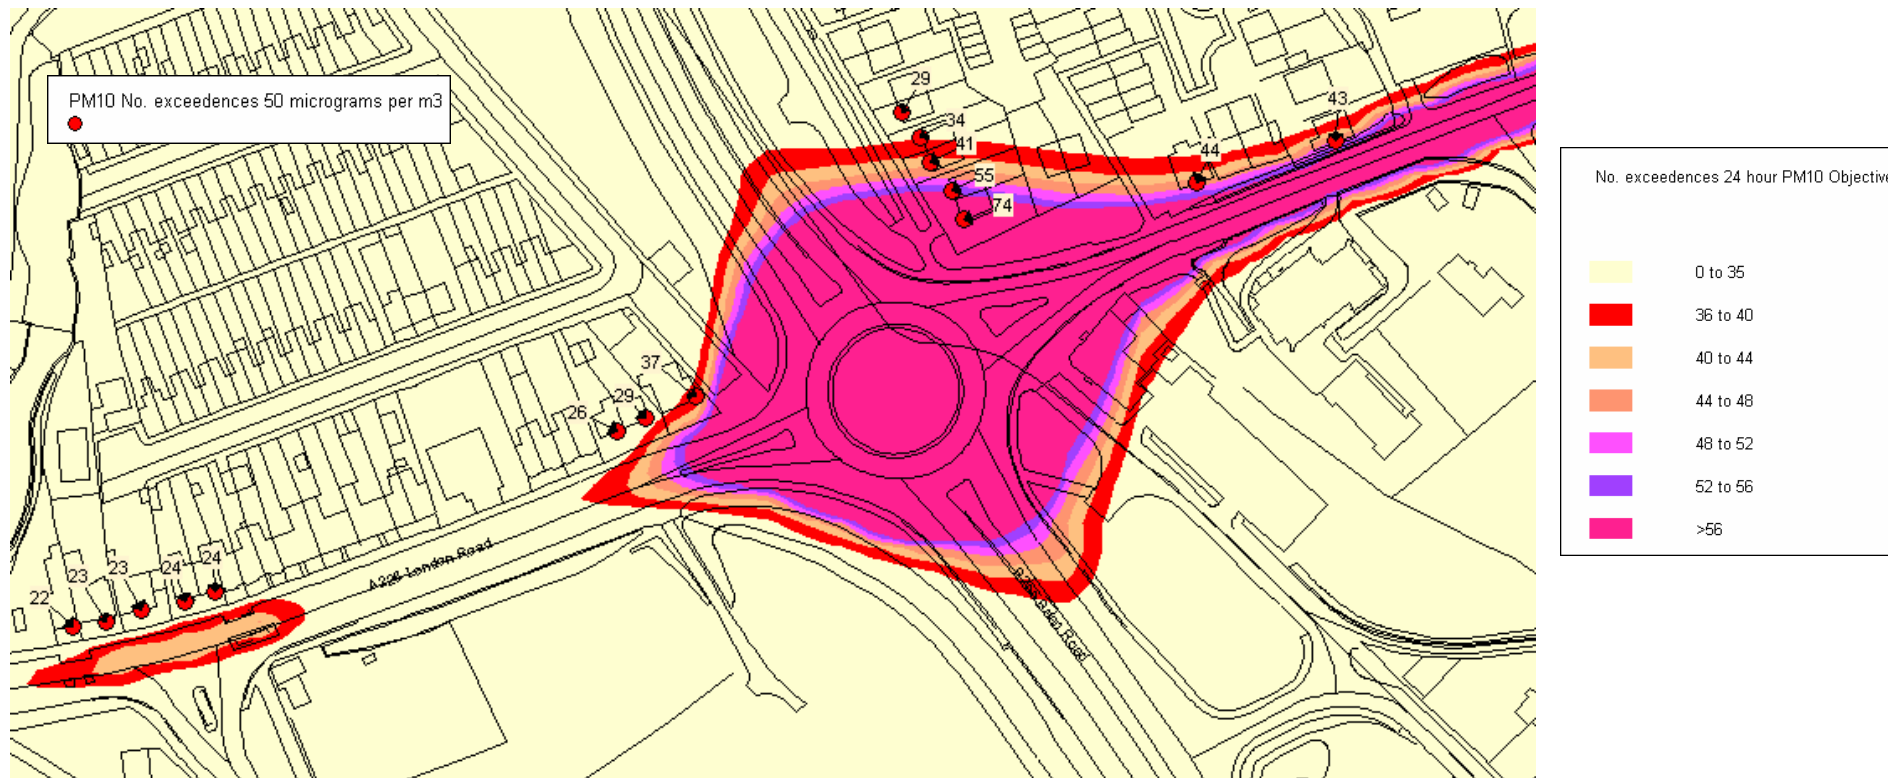 PM10 No. exceedences 50 micrograms per m3
29
34
41
55
74
44
43
37
29
26
24
24
23
23
22
A226 London Road
No. exceedences 24 hour PM10 Objective
0 to 35
36 to 40
40 to 44
44 to 48
48 to 52
52 to 56
>56